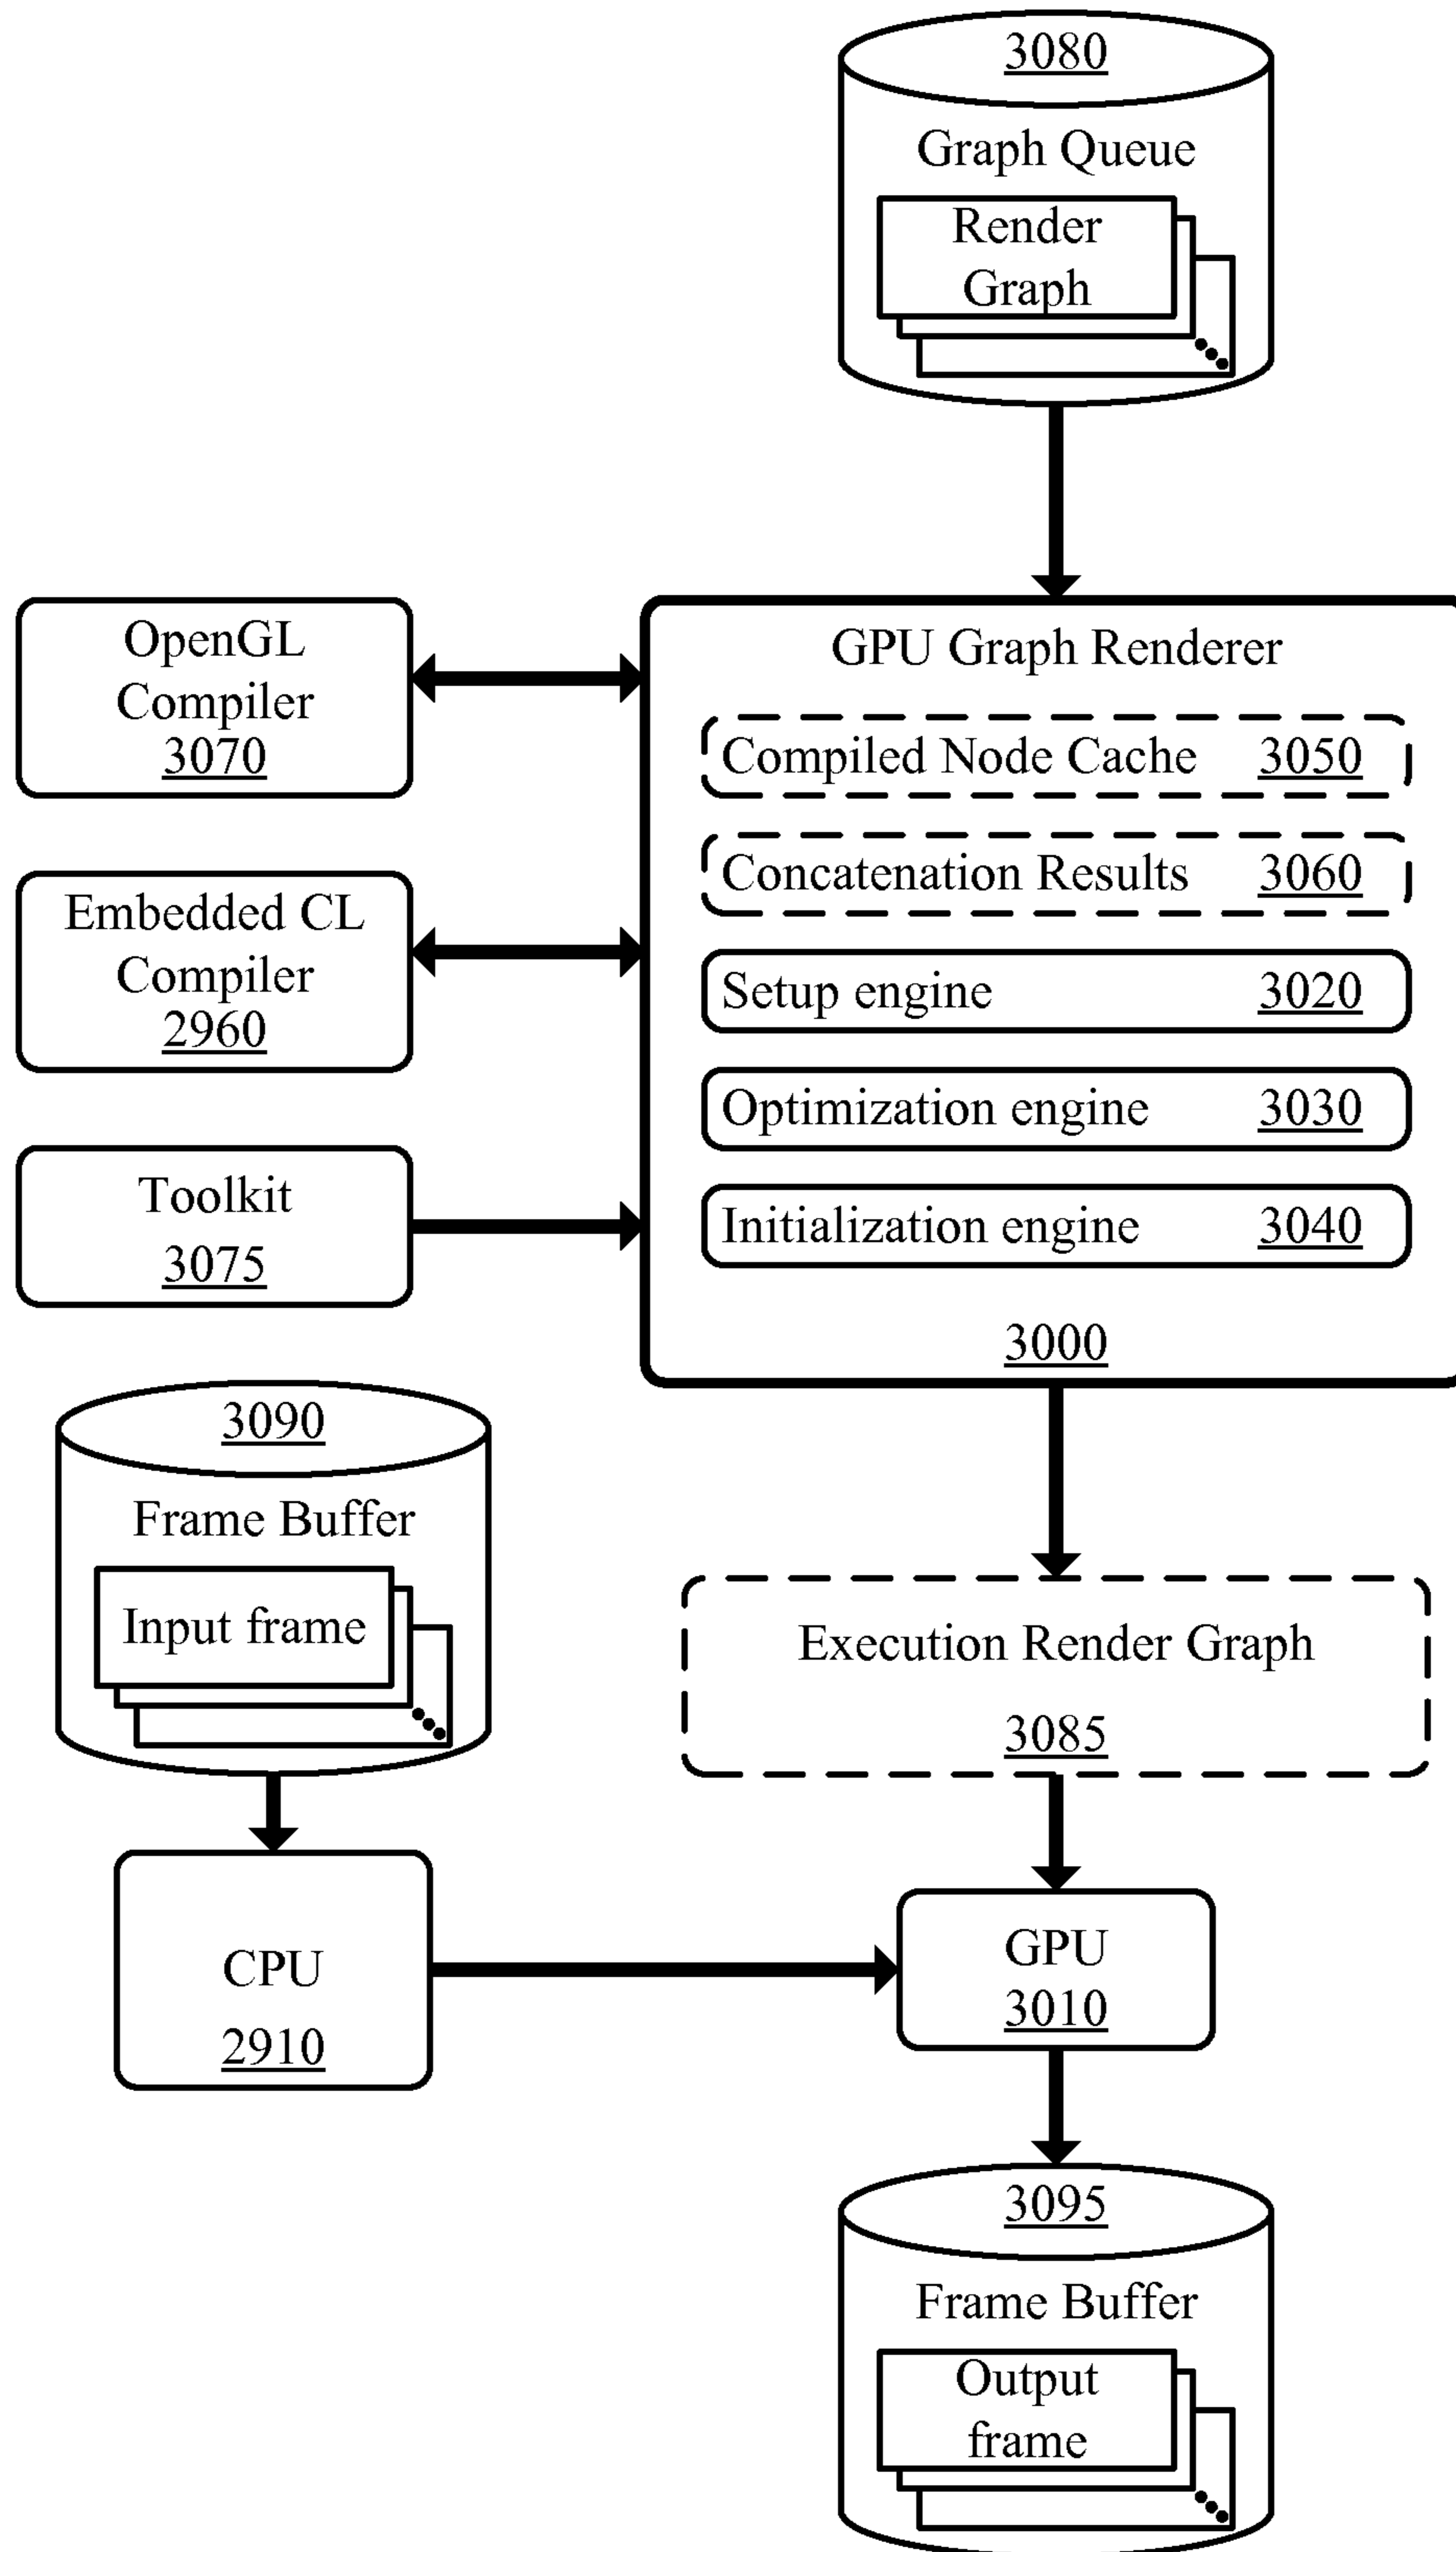 3080
Graph Queue
Render
Graph
OpenGL
Compiler
3070
Embedded CL
Compiler
2960
Toolkit
3075
GPU Graph Renderer
Compiled Node Cache 3050
Concatenation Results 3060
Setup engine 3020
Optimization engine 3030
Initialization engine 3040
3000
3090
Frame Buffer
Input frame
Execution Render Graph
3085
CPU
2910
GPU
3010
3095
Frame Buffer
Output
frame